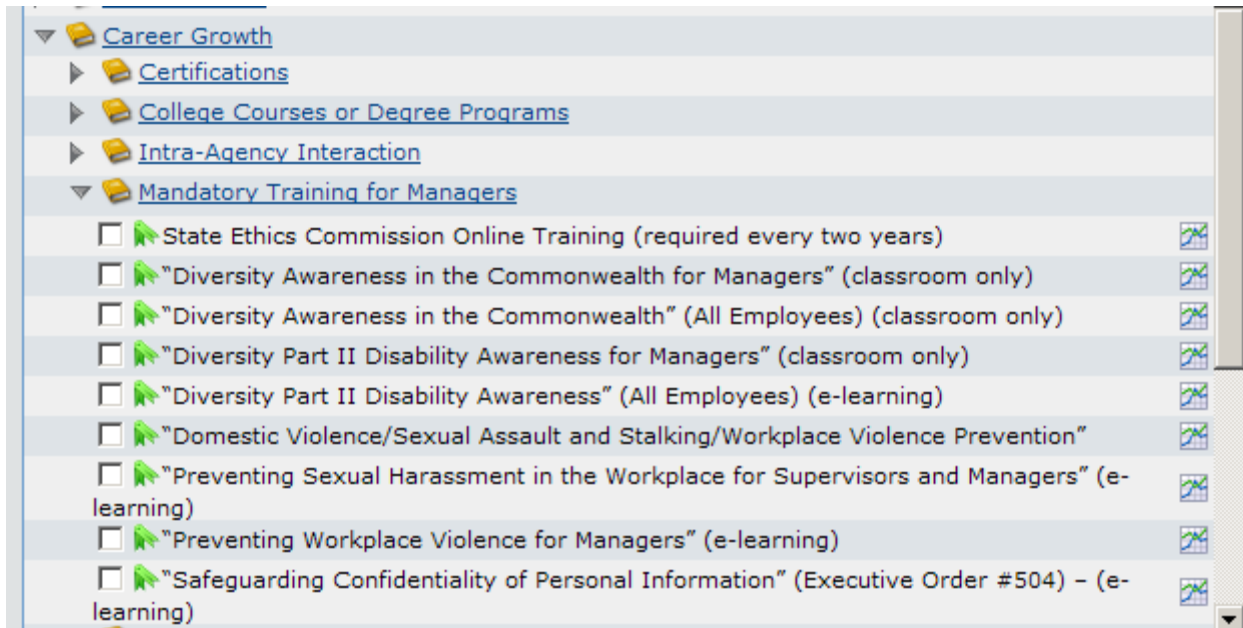 Career Growth
Certifications
College Courses or Degree Programs
Intra-Agency Interaction
Mandatory Training for Managers
State Ethics Commission Online Training (required every two years)
“Diversity Awareness in the Commonwealth for Managers” (classroom only)
“Diversity Awareness in the Commonwealth” (All Employees) (classroom only)
“Diversity Part II Disability Awareness for Managers” (classroom only)
“Diversity Part II Disability Awareness” (All Employees) (e-learning)
“Domestic Violence/Sexual Assault and Stalking/Workplace Violence Prevention”
“Preventing Sexual Harassment in the Workplace for Supervisors and Managers” (e-
learning)
“Preventing Workplace Violence for Managers” (e-learning)
“Safeguarding Confidentiality of Personal Information” (Executive Order #504) – (e-
learning)